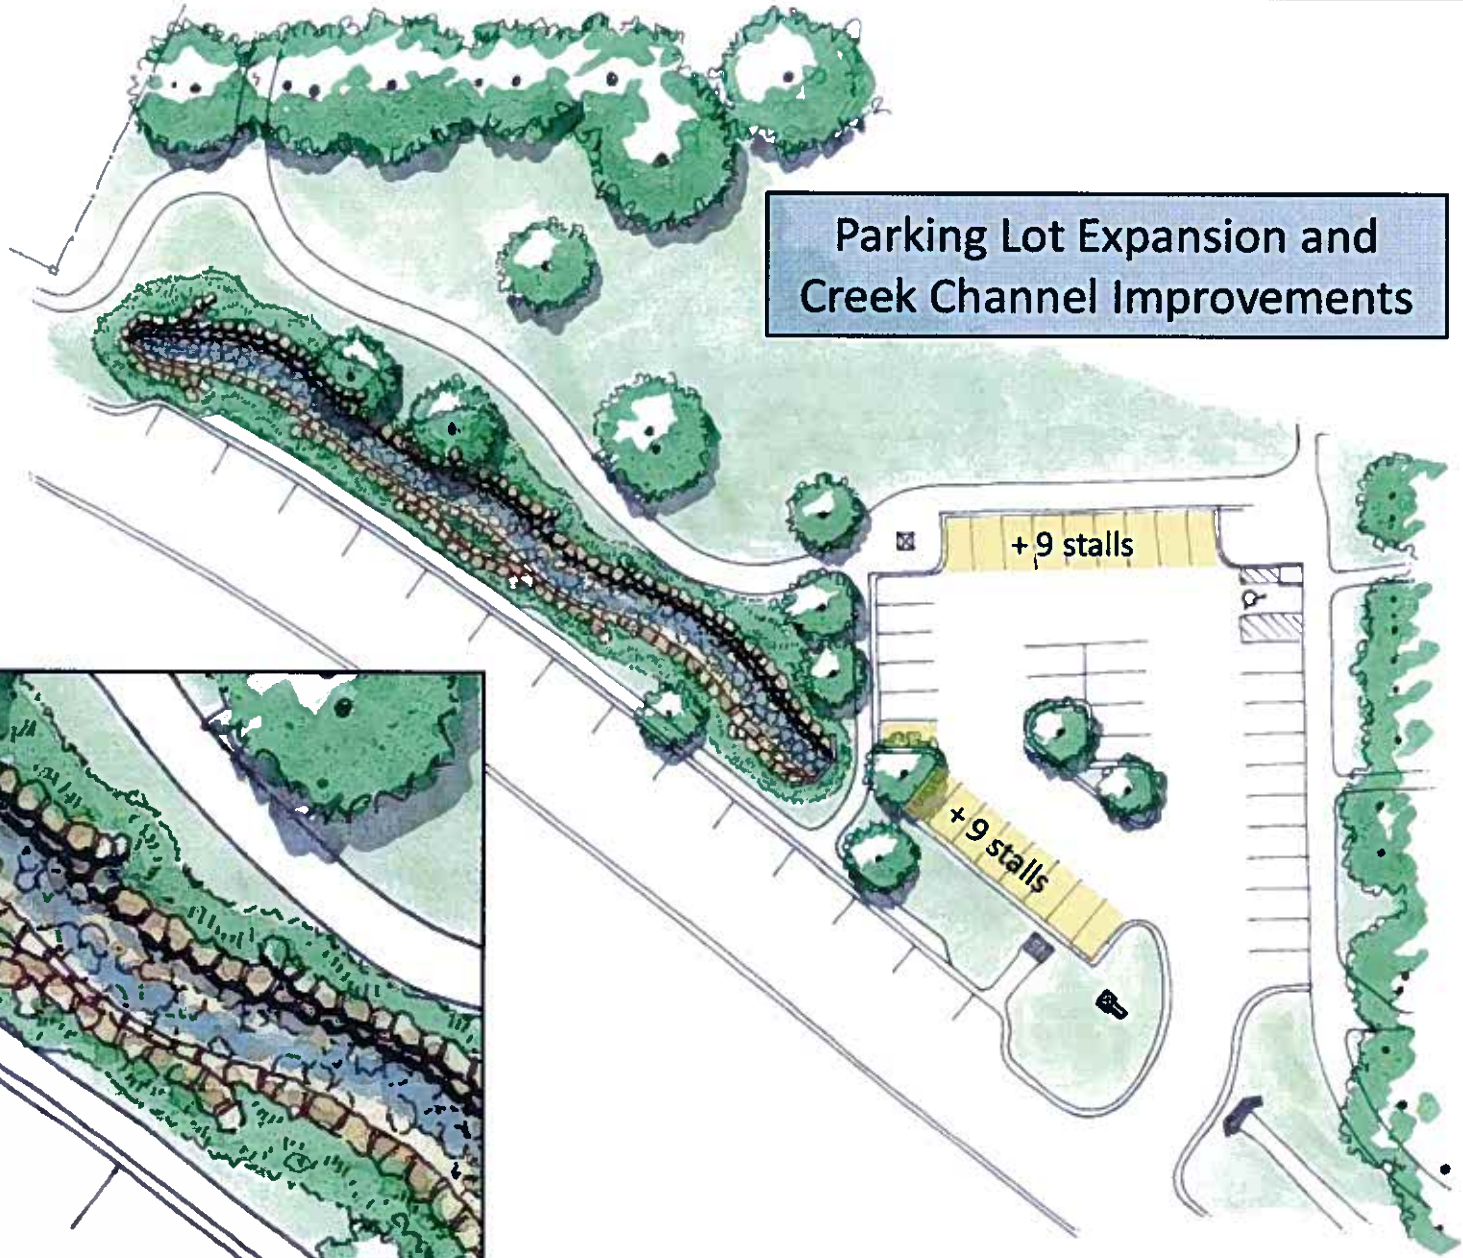 Parking Lot Expansion and
Creek Channel Improvements
+ 9 stalls
+ 9 stalls